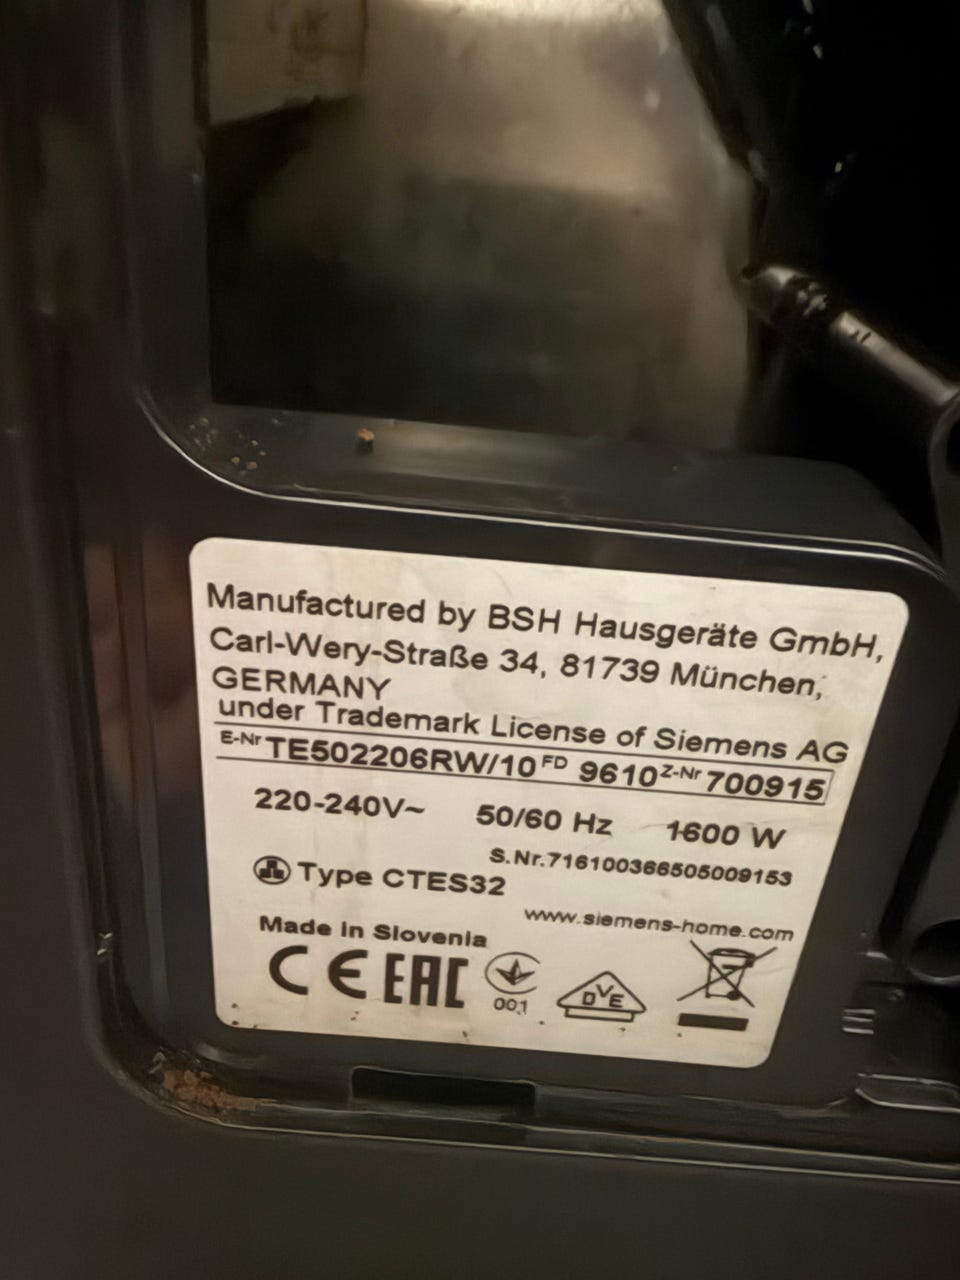 Manufactured by BSH Hausgeräte GmbH,
Carl-Wery-Straße 34, 81739 München,
GERMANY
under Trademark License of Siemens AG
E-Nr TE502206RW/10 FD 9610 Z-Nr 700915
220-240V~ 50/60 Hz 1600 W
S.Nr.716100366505009153
Type CTES32
www.siemens-home.com
Made in Slovenia
CE EAC 001 DVE